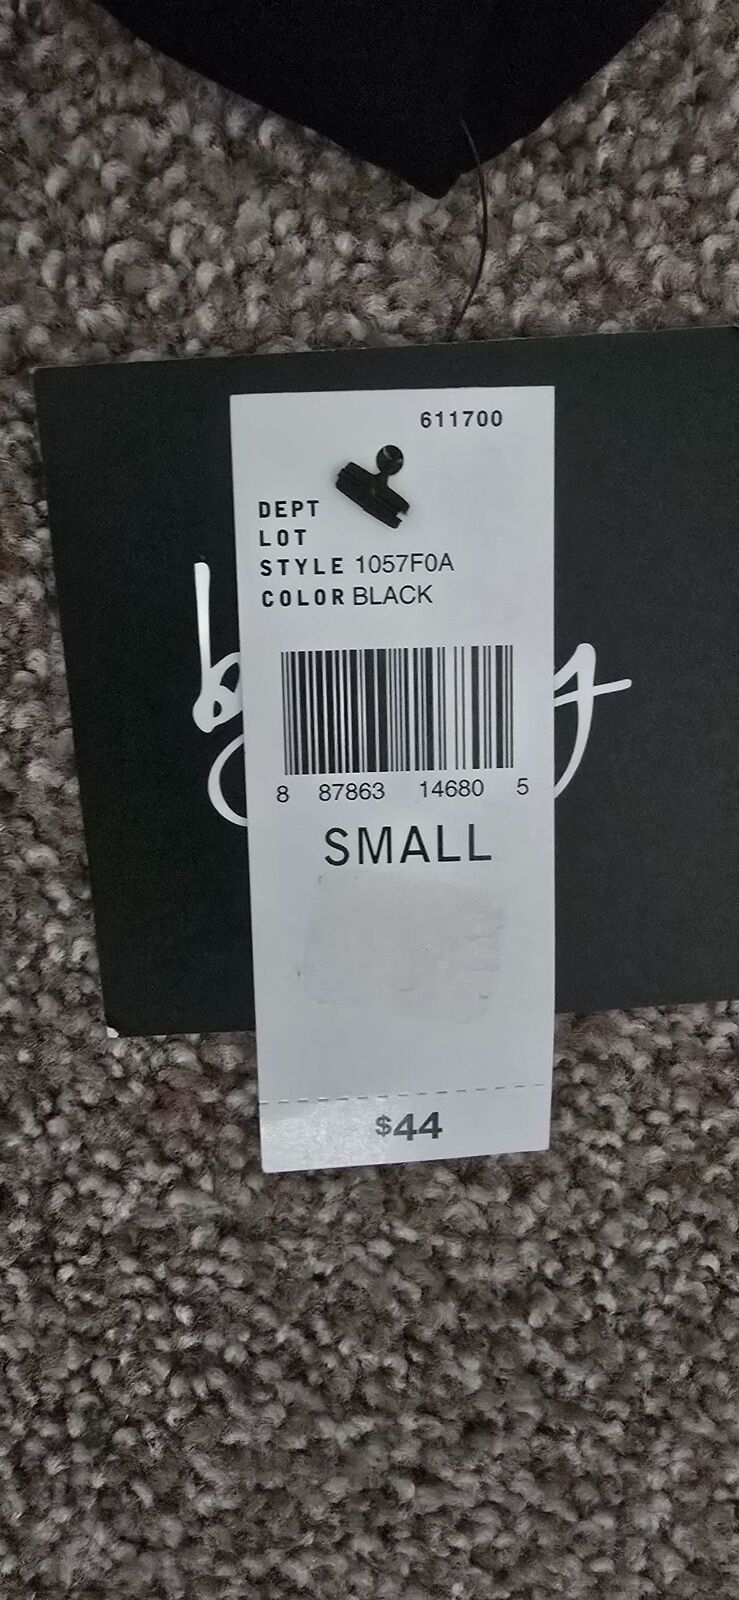 611700
DEPT
LOT
STYLE 1057F0A
COLOR BLACK
8 87863 14680 5
SMALL
$44